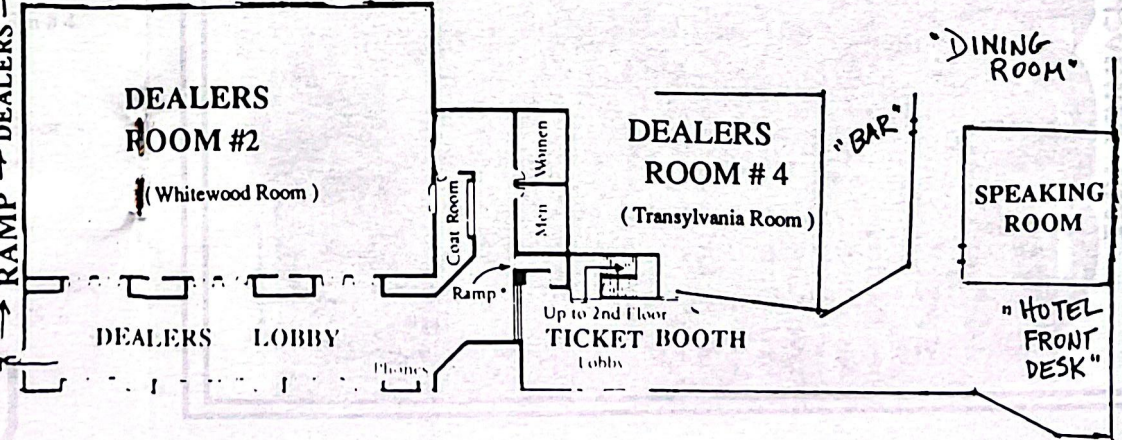 RAMP → DEALERS
DEALERS
ROOM #2
(Whitewood Room)
Women
Men
Coat Room
Ramp
DEALERS LOBBY
Phones
DEALERS
ROOM # 4
(Transylvania Room)
Up to 2nd Floor
TICKET BOOTH
Lobby
"BAR"
"DINING
ROOM"
SPEAKING
ROOM
"HOTEL
FRONT
DESK"